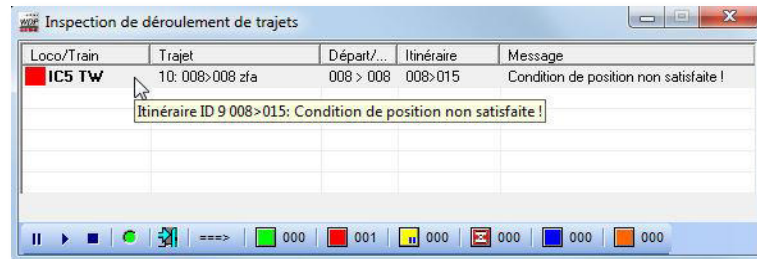 WDP Inspection de déroulement de trajets
Loco/Train Trajet Départ/... Itinéraire Message
IC5 TW 10: 008>008 zfa 008 > 008 008>015 Condition de position non satisfaite !
Itinéraire ID 9 008>015: Condition de position non satisfaite !
===> 000 001 000 000 000 000